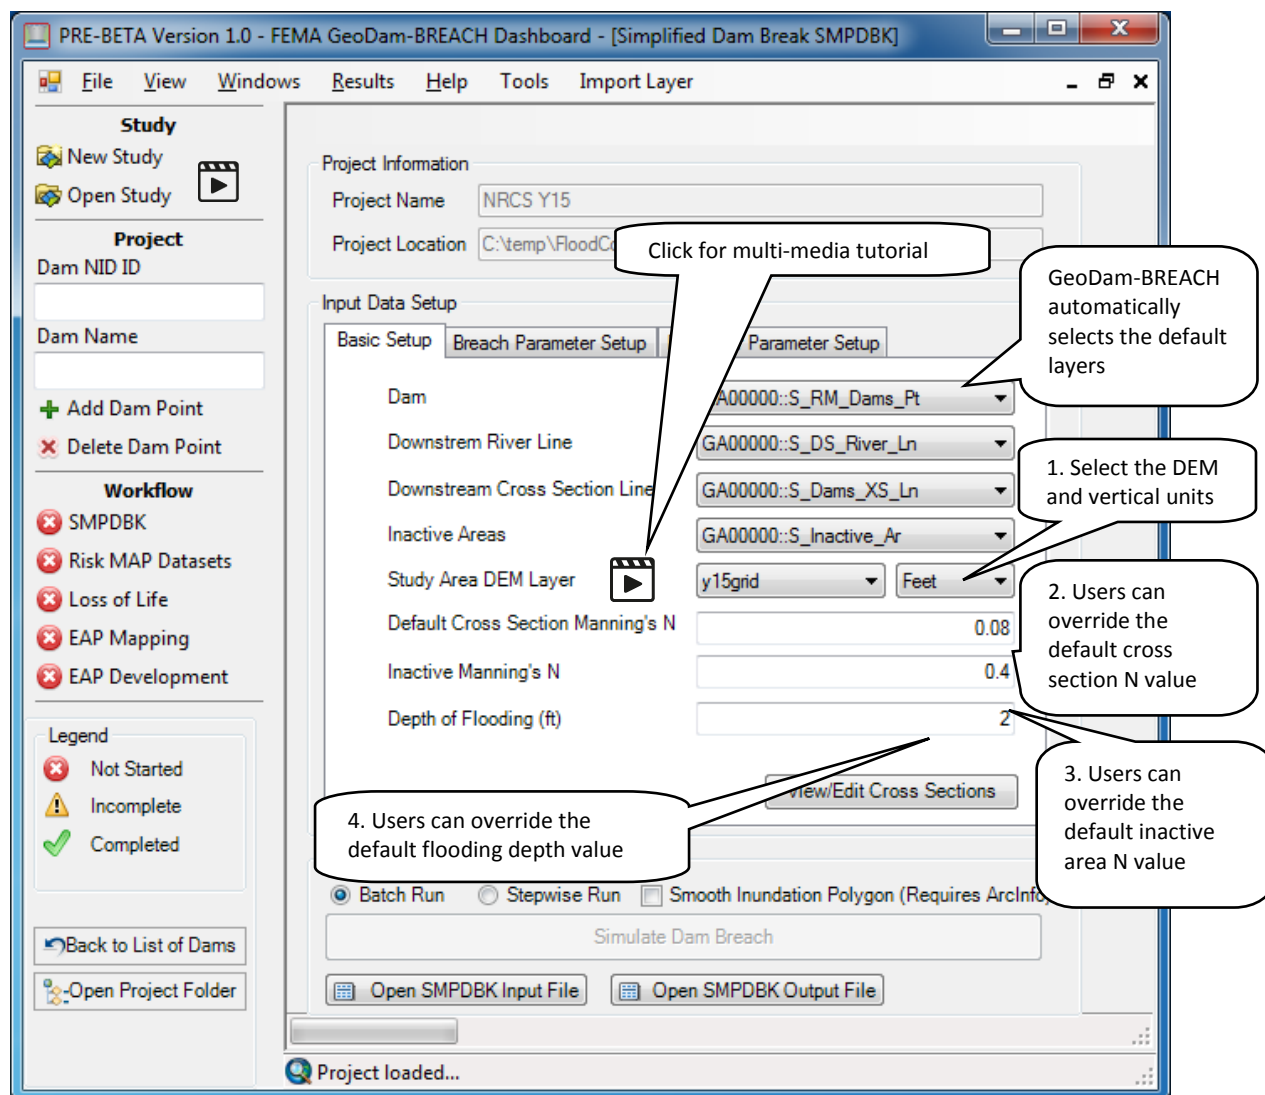 PRE-BETA Version 1.0 - FEMA GeoDam-BREACH Dashboard - [Simplified Dam Break SMPDBK]
File View Windows Results Help Tools Import Layer
Study
New Study
Open Study
Project
Dam NID ID
Dam Name
Add Dam Point
Delete Dam Point
Workflow
SMPDBK
Risk MAP Datasets
Loss of Life
EAP Mapping
EAP Development
Legend
Not Started
Incomplete
Completed
Back to List of Dams
Open Project Folder
Project Information
Project Name NRCS Y15
Project Location C:\temp\FloodCo
Click for multi-media tutorial
GeoDam-BREACH
automatically
selects the default
layers
Input Data Setup
Basic Setup Breach Parameter Setup Parameter Setup
Dam A00000::S_RM_Dams_Pt
Downstrem River Line GA00000::S_DS_River_Ln
Downstream Cross Section Line GA00000::S_Dams_XS_Ln
Inactive Areas GA00000::S_Inactive_Ar
Study Area DEM Layer y15grid Feet
Default Cross Section Manning's N 0.08
Inactive Manning's N 0.4
Depth of Flooding (ft) 2
1. Select the DEM
and vertical units
2. Users can
override the
default cross
section N value
3. Users can
override the
default inactive
area N value
View/Edit Cross Sections
4. Users can override the
default flooding depth value
Batch Run Stepwise Run Smooth Inundation Polygon (Requires ArcInfo)
Simulate Dam Breach
Open SMPDBK Input File Open SMPDBK Output File
Project loaded...